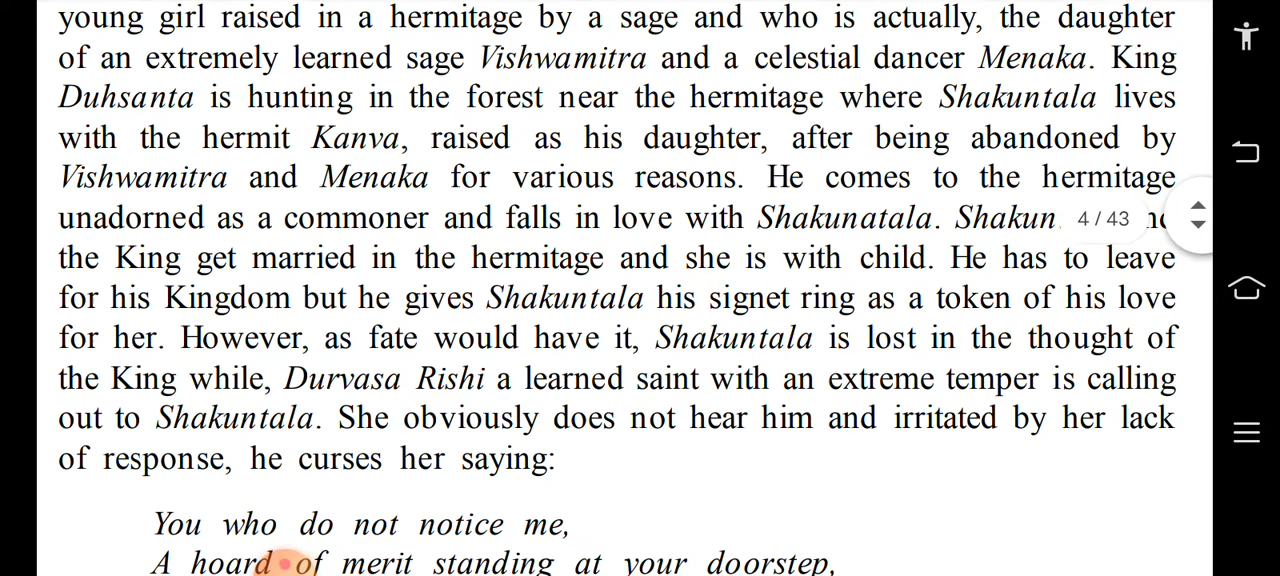 young girl raised in a hermitage by a sage and who is actually, the daughter
of an extremely learned sage Vishwamitra and a celestial dancer Menaka. King
Duhsanta is hunting in the forest near the hermitage where Shakuntala lives
with the hermit Kanva, raised as his daughter, after being abandoned by
Vishwamitra and Menaka for various reasons. He comes to the hermitage
unadorned as a commoner and falls in love with Shakunatala. 4 / 43
the King get married in the hermitage and she is with child. He has to leave
for his Kingdom but he gives Shakuntala his signet ring as a token of his love
for her. However, as fate would have it, Shakuntala is lost in the thought of
the King while, Durvasa Rishi a learned saint with an extreme temper is calling
out to Shakuntala. She obviously does not hear him and irritated by her lack
of response, he curses her saying:
You who do not notice me,
A hoard of merit standing at your doorstep,